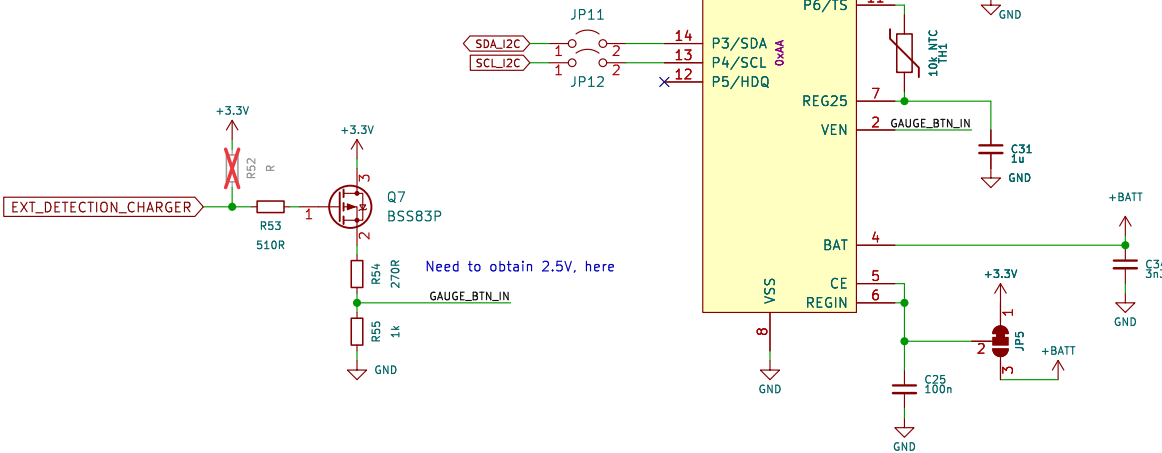 P6/TS
11
GND
JP11
SDA_I2C
1
2
14
P3/SDA
SCL_I2C
1
2
13
P4/SCL
JP12
12
P5/HDQ
0xAA
10k NTC
TH1
REG25
7
VEN
2
GAUGE_BTN_IN
C31
1u
GND
+3.3V
R52
R
+3.3V
EXT_DETECTION_CHARGER
R53
510R
1
3
Q7
BSS83P
2
R54
270R
Need to obtain 2.5V, here
GAUGE_BTN_IN
R55
1k
GND
BAT
4
+BATT
GND
CE
5
REGIN
6
VSS
8
GND
+3.3V
1
2
JP5
3
+BATT
C25
100n
GND